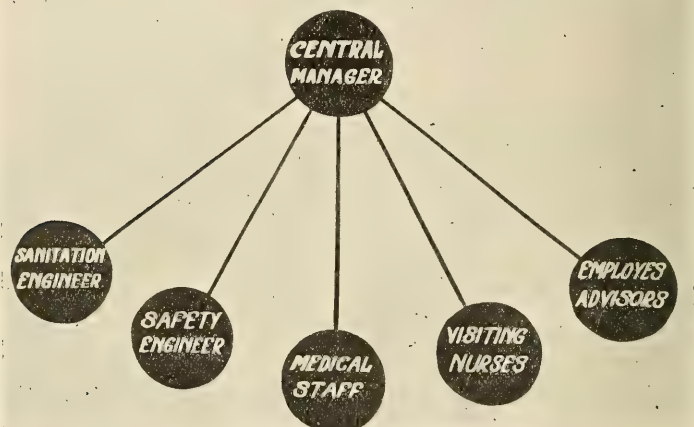 CENTRAL
MANAGER
SANITATION
ENGINEER
SAFETY
ENGINEER
MEDICAL
STAFF
VISITING
NURSES
EMPLOYES
ADVISORS